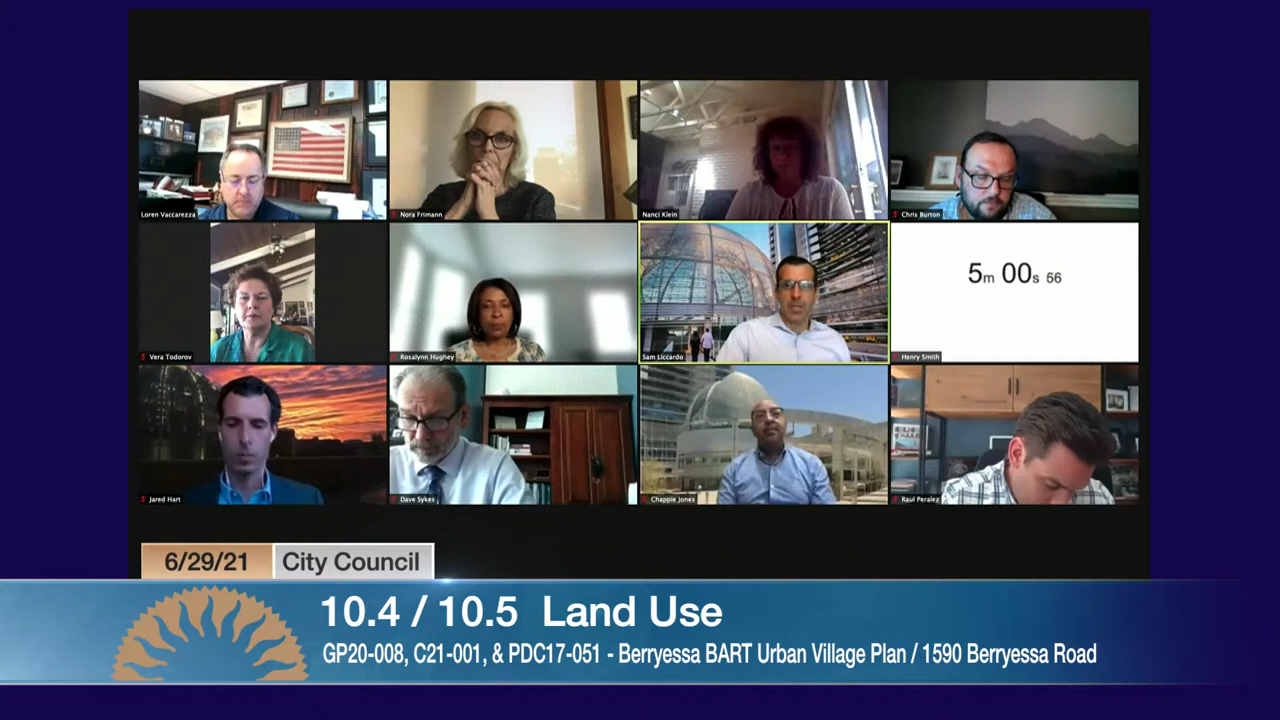 Loren Vaccarezza
Nora Frimann
Nanci Klein
Chris Burton
5m 00s 56
Vera Todorov
Rosalynn Hughey
Sam Liccardo
Henry Smith
Jared Hart
Dave Sykes
Chappie Jones
Raul Peralez
6/29/21 City Council
10.4 / 10.5 Land Use
GP20-008, C21-001, & PDC17-051 - Berryessa BART Urban Village Plan / 1590 Berryessa Road